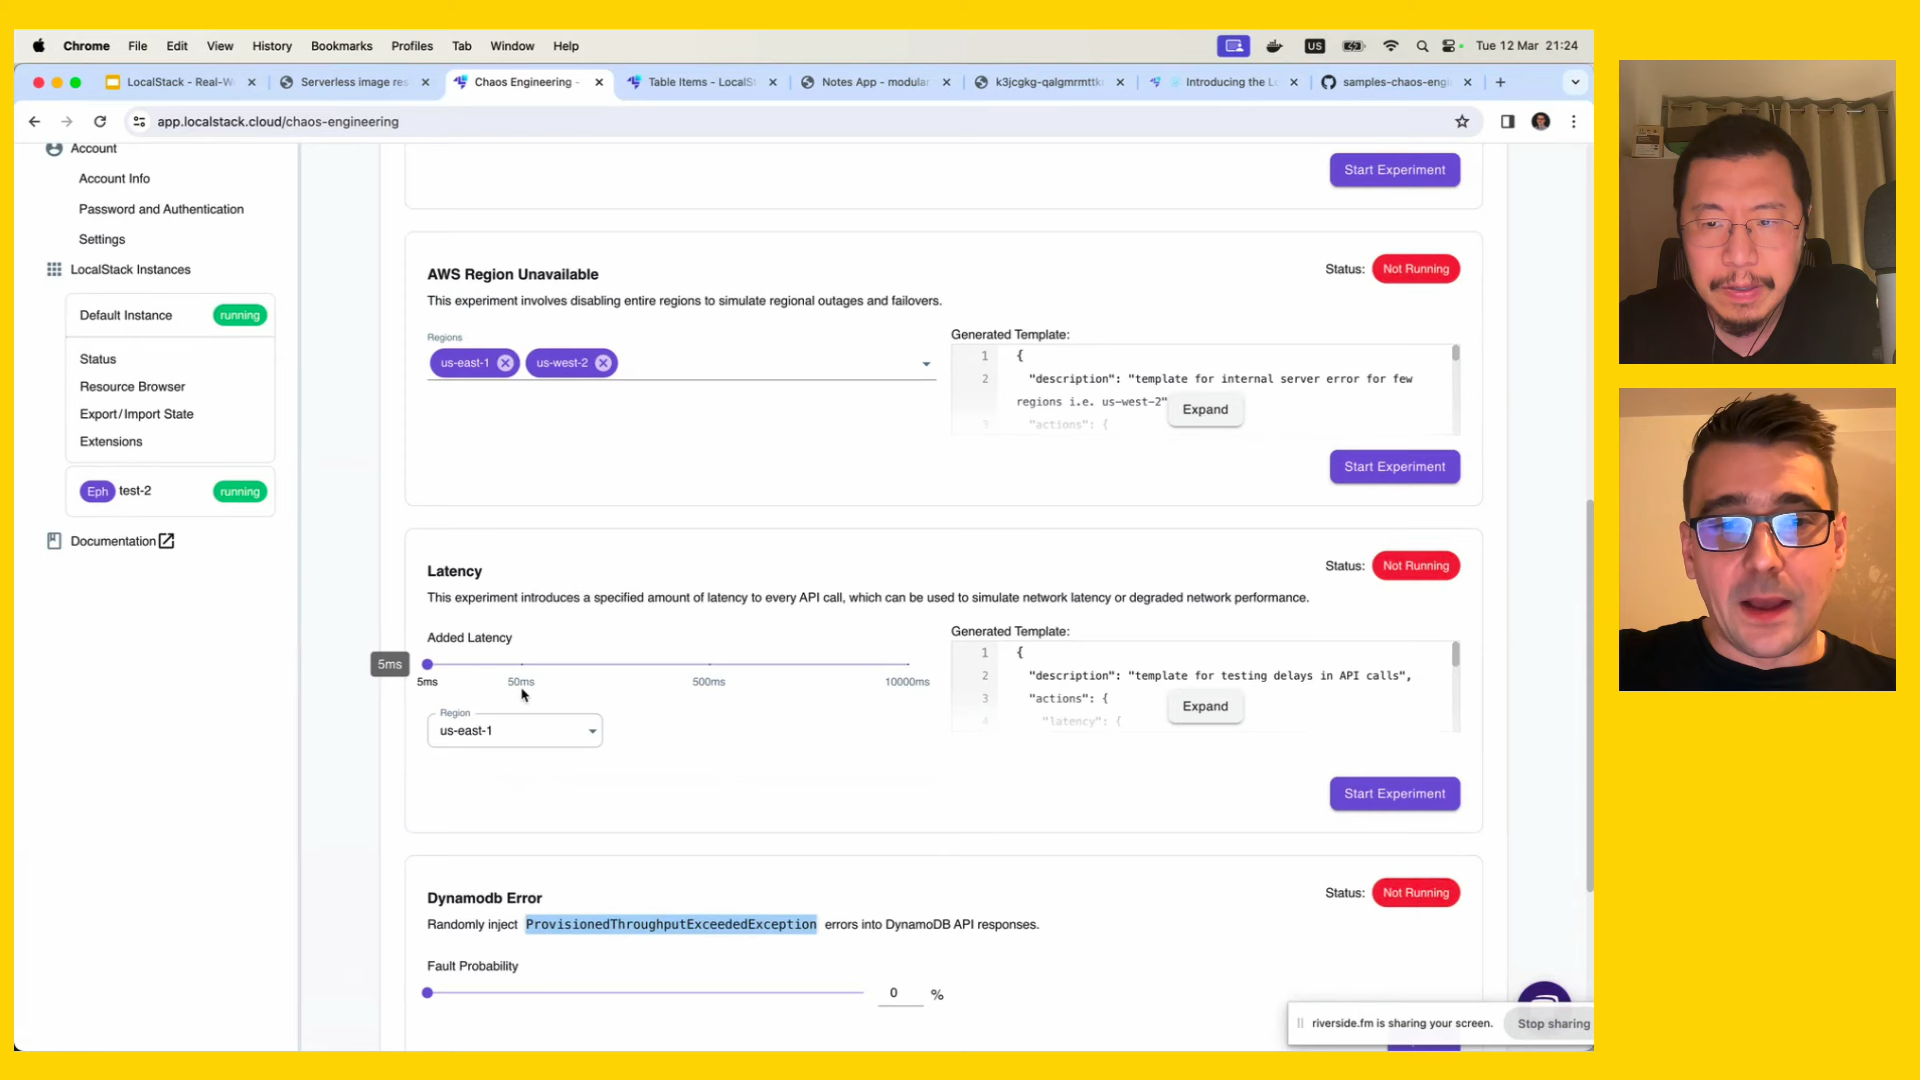 Chrome File Edit View History Bookmarks Profiles Tab Window Help
US
Tue 12 Mar 21:24
LocalStack - Real-W
Serverless image res
Chaos Engineering -
Table Items - LocalSt
Notes App - modular
k3jcgkg-qalgmrmttk
Introducing the Lo
samples-chaos-engi
app.localstack.cloud/chaos-engineering
Account
Account Info
Password and Authentication
Settings
LocalStack Instances
Default Instance running
Status
Resource Browser
Export/Import State
Extensions
Eph test-2 running
Documentation
Start Experiment
AWS Region Unavailable
Status: Not Running
This experiment involves disabling entire regions to simulate regional outages and failovers.
Regions
us-east-1 us-west-2
Generated Template:
1 {
2 "description": "template for internal server error for few
regions i.e. us-west-2"
3 "actions": {
Expand
Start Experiment
Latency
Status: Not Running
This experiment introduces a specified amount of latency to every API call, which can be used to simulate network latency or degraded network performance.
Added Latency
5ms
5ms 50ms 500ms 10000ms
Region
us-east-1
Generated Template:
1 {
2 "description": "template for testing delays in API calls",
3 "actions": {
4 "latency": {
Expand
Start Experiment
Dynamodb Error
Status: Not Running
Randomly inject ProvisionedThroughputExceededException errors into DynamoDB API responses.
Fault Probability
0 %
riverside.fm is sharing your screen. Stop sharing